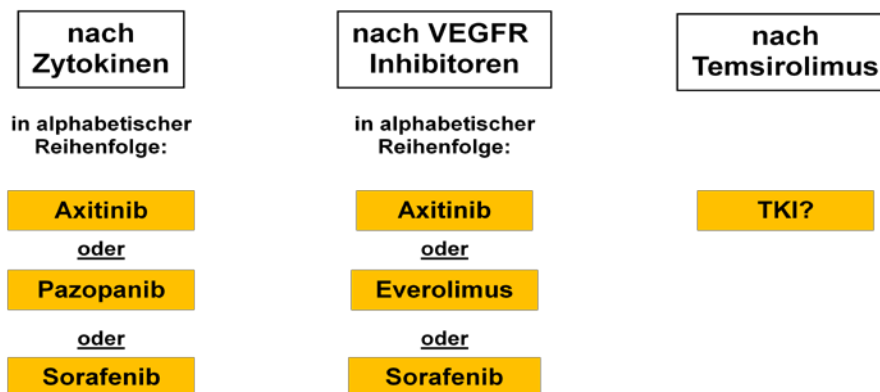 nach
Zytokinen
in alphabetischer
Reihenfolge:
Axitinib
oder
Pazopanib
oder
Sorafenib
nach VEGFR
Inhibitoren
in alphabetischer
Reihenfolge:
Axitinib
oder
Everolimus
oder
Sorafenib
nach
Temsirolimus
TKI?